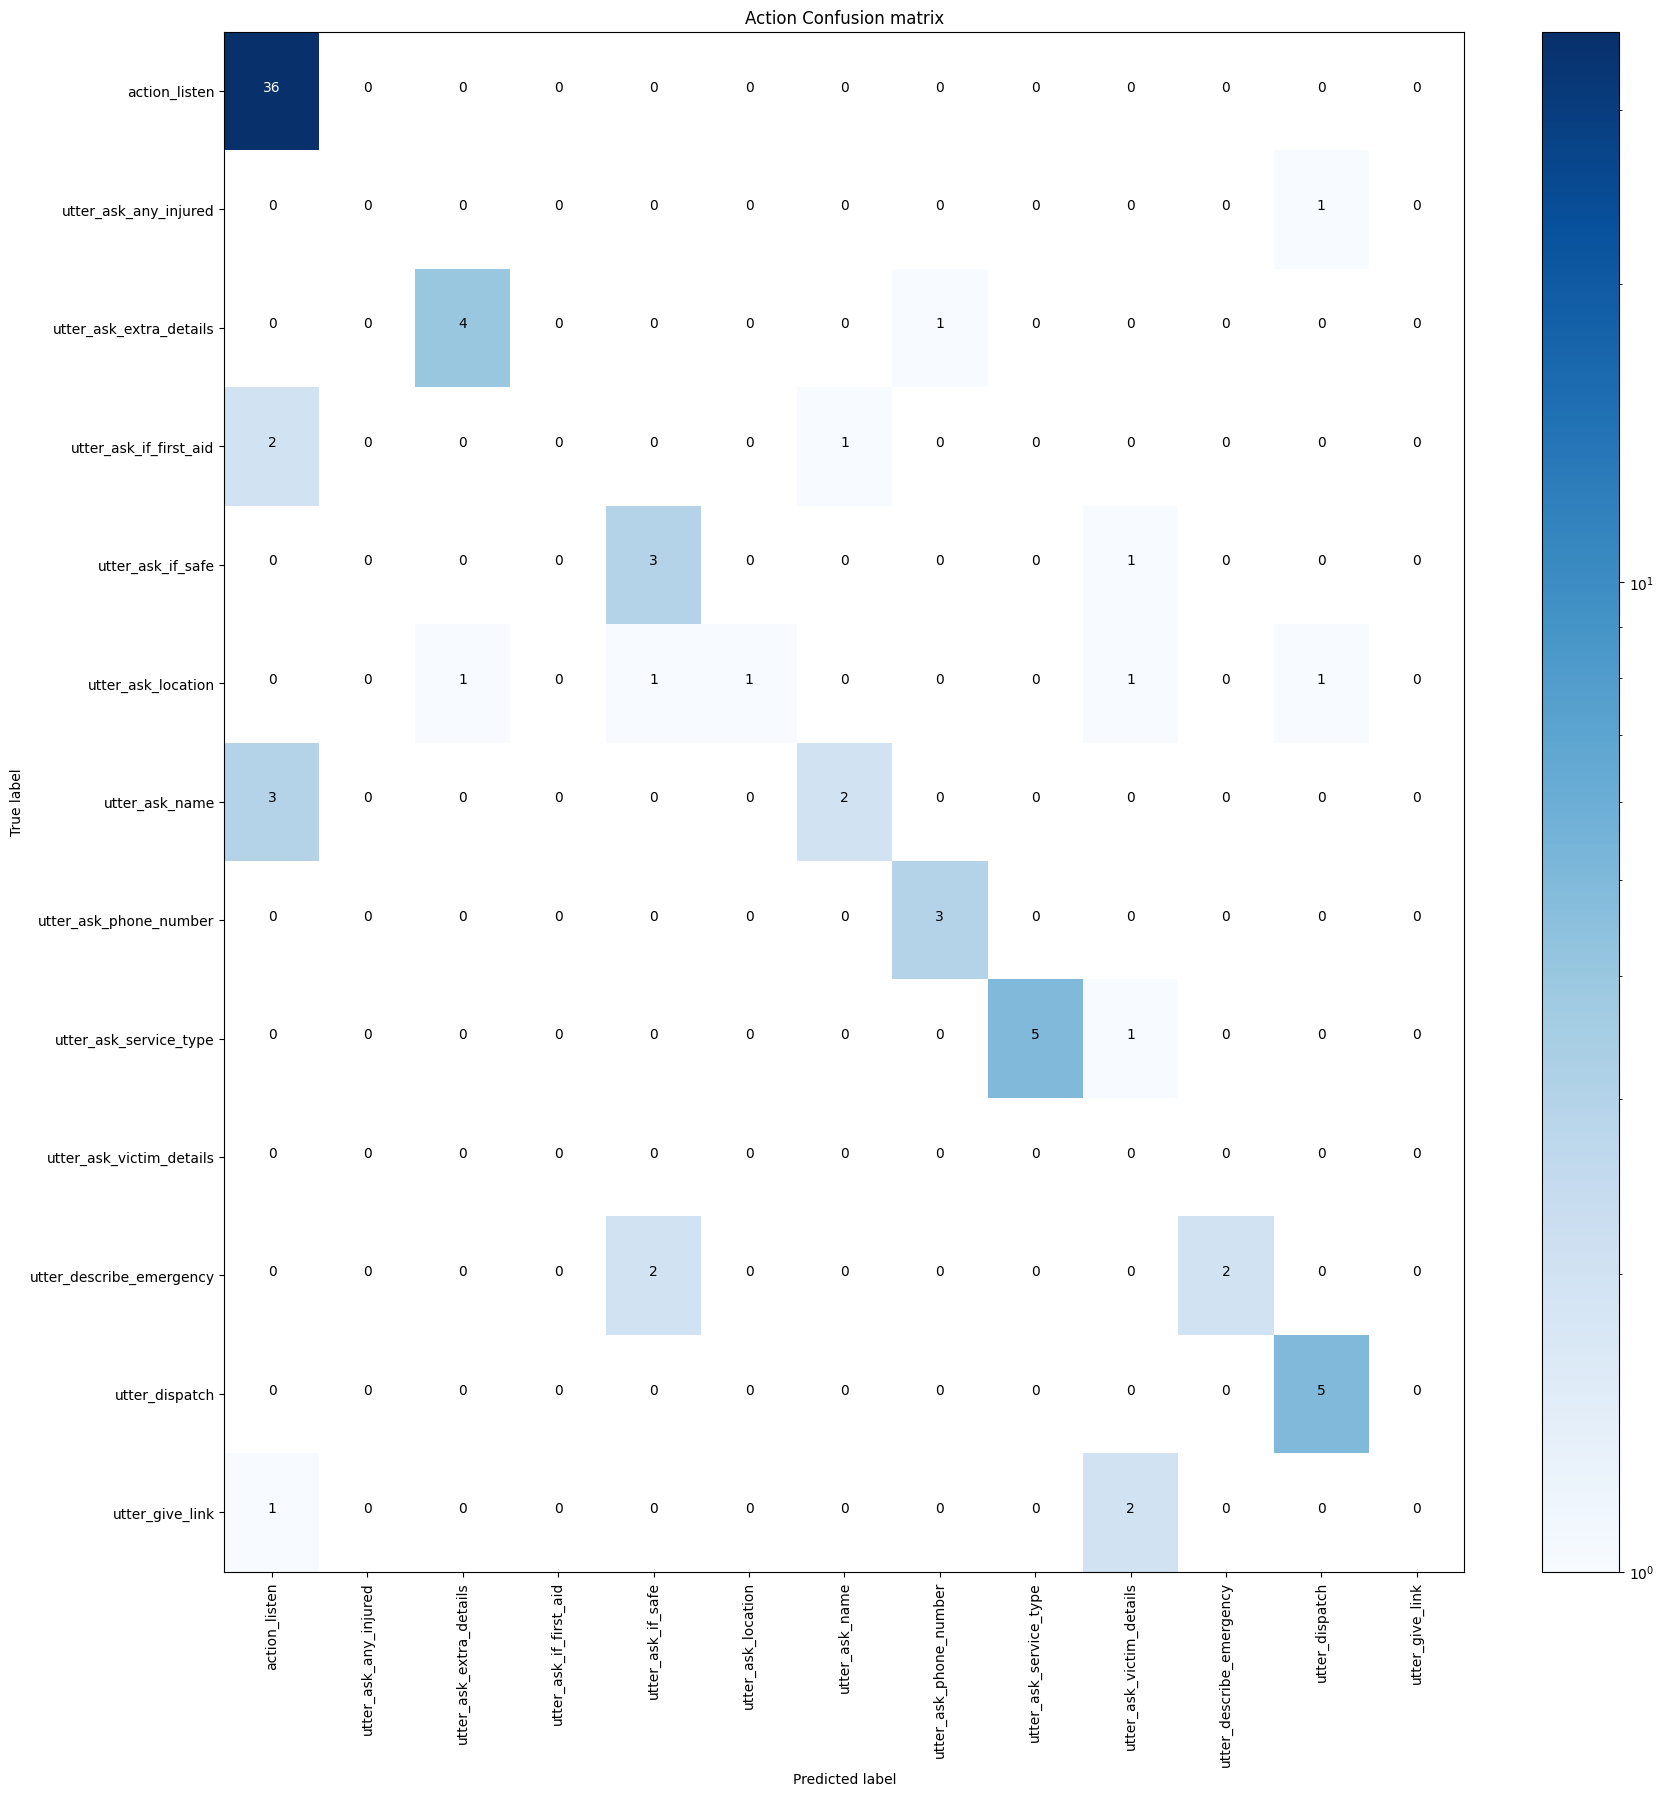 Action Confusion matrix
True label
action_listen 36 0 0 0 0 0 0 0 0 0 0 0 0
utter_ask_any_injured 0 0 0 0 0 0 0 0 0 0 0 1 0
utter_ask_extra_details 0 0 4 0 0 0 0 1 0 0 0 0 0
utter_ask_if_first_aid 2 0 0 0 0 0 1 0 0 0 0 0 0
utter_ask_if_safe 0 0 0 0 3 0 0 0 0 1 0 0 0
utter_ask_location 0 0 1 0 1 1 0 0 0 1 0 1 0
utter_ask_name 3 0 0 0 0 0 2 0 0 0 0 0 0
utter_ask_phone_number 0 0 0 0 0 0 0 3 0 0 0 0 0
utter_ask_service_type 0 0 0 0 0 0 0 0 5 1 0 0 0
utter_ask_victim_details 0 0 0 0 0 0 0 0 0 0 0 0 0
utter_describe_emergency 0 0 0 0 2 0 0 0 0 0 2 0 0
utter_dispatch 0 0 0 0 0 0 0 0 0 0 0 5 0
utter_give_link 1 0 0 0 0 0 0 0 0 2 0 0 0
action_listen
utter_ask_any_injured
utter_ask_extra_details
utter_ask_if_first_aid
utter_ask_if_safe
utter_ask_location
utter_ask_name
utter_ask_phone_number
utter_ask_service_type
utter_ask_victim_details
utter_describe_emergency
utter_dispatch
utter_give_link
Predicted label
10¹
10⁰